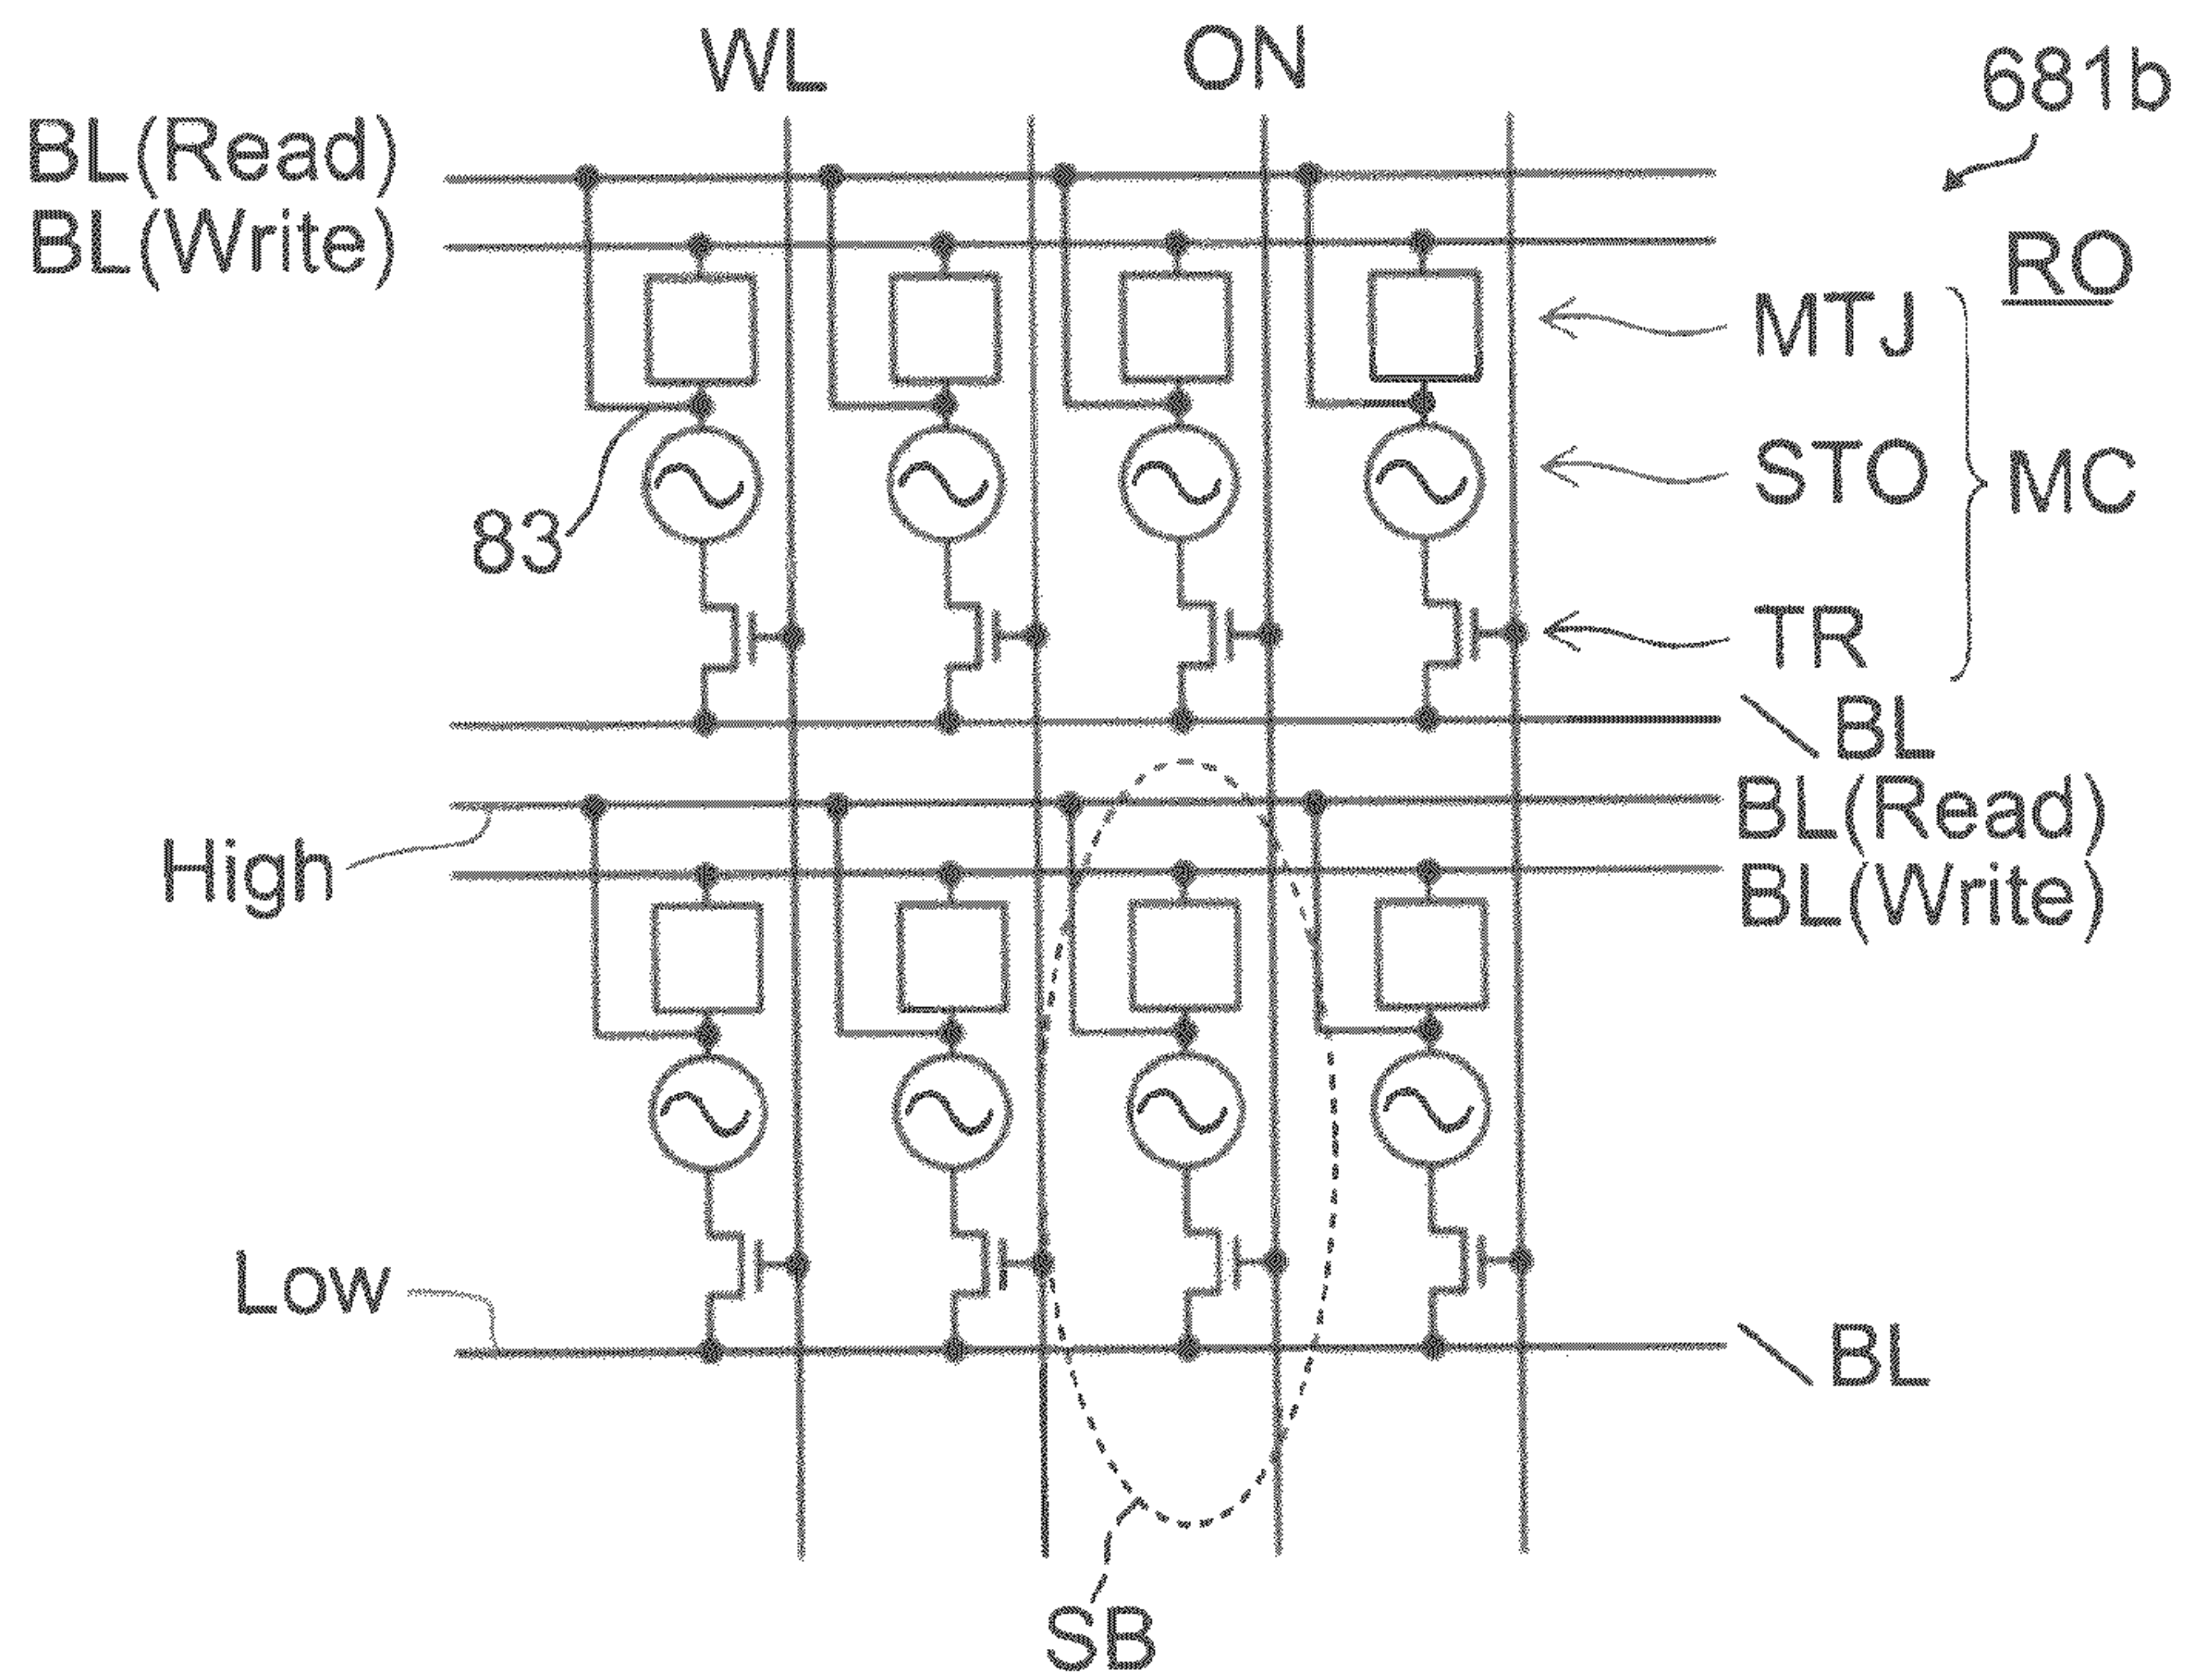 WL ON
681b
BL(Read)
BL(Write)
RO
MTJ
STO
MC
83
TR
\BL
BL(Read)
High
BL(Write)
Low
\BL
SB